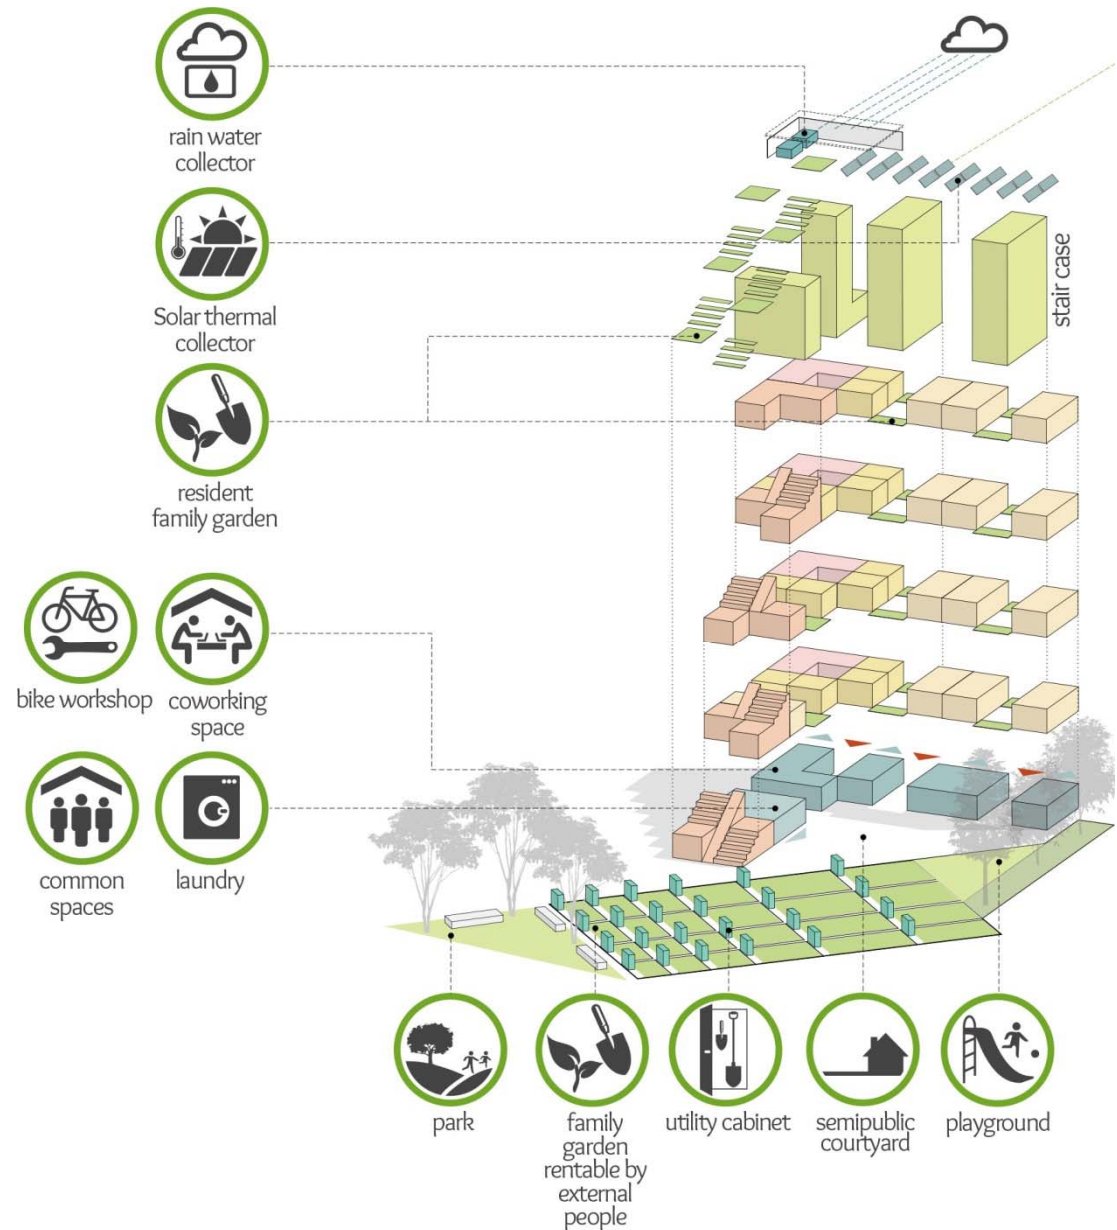 rain water
collector
Solar thermal
collector
stair case
resident
family garden
bike workshop
coworking
space
common
spaces
laundry
park
family
garden
rentable by
external
people
utility cabinet
semipublic
courtyard
playground